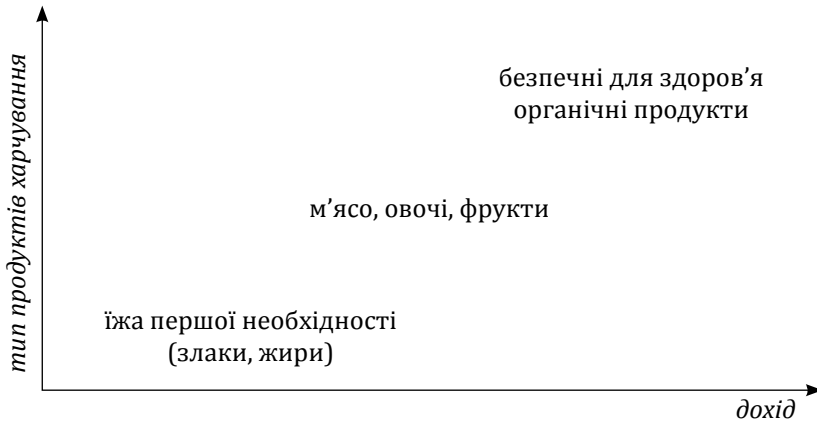 тип продуктів харчування
безпечні для здоров’я
органічні продукти
м’ясо, овочі, фрукти
їжа першої необхідності
(злаки, жири)
дохід